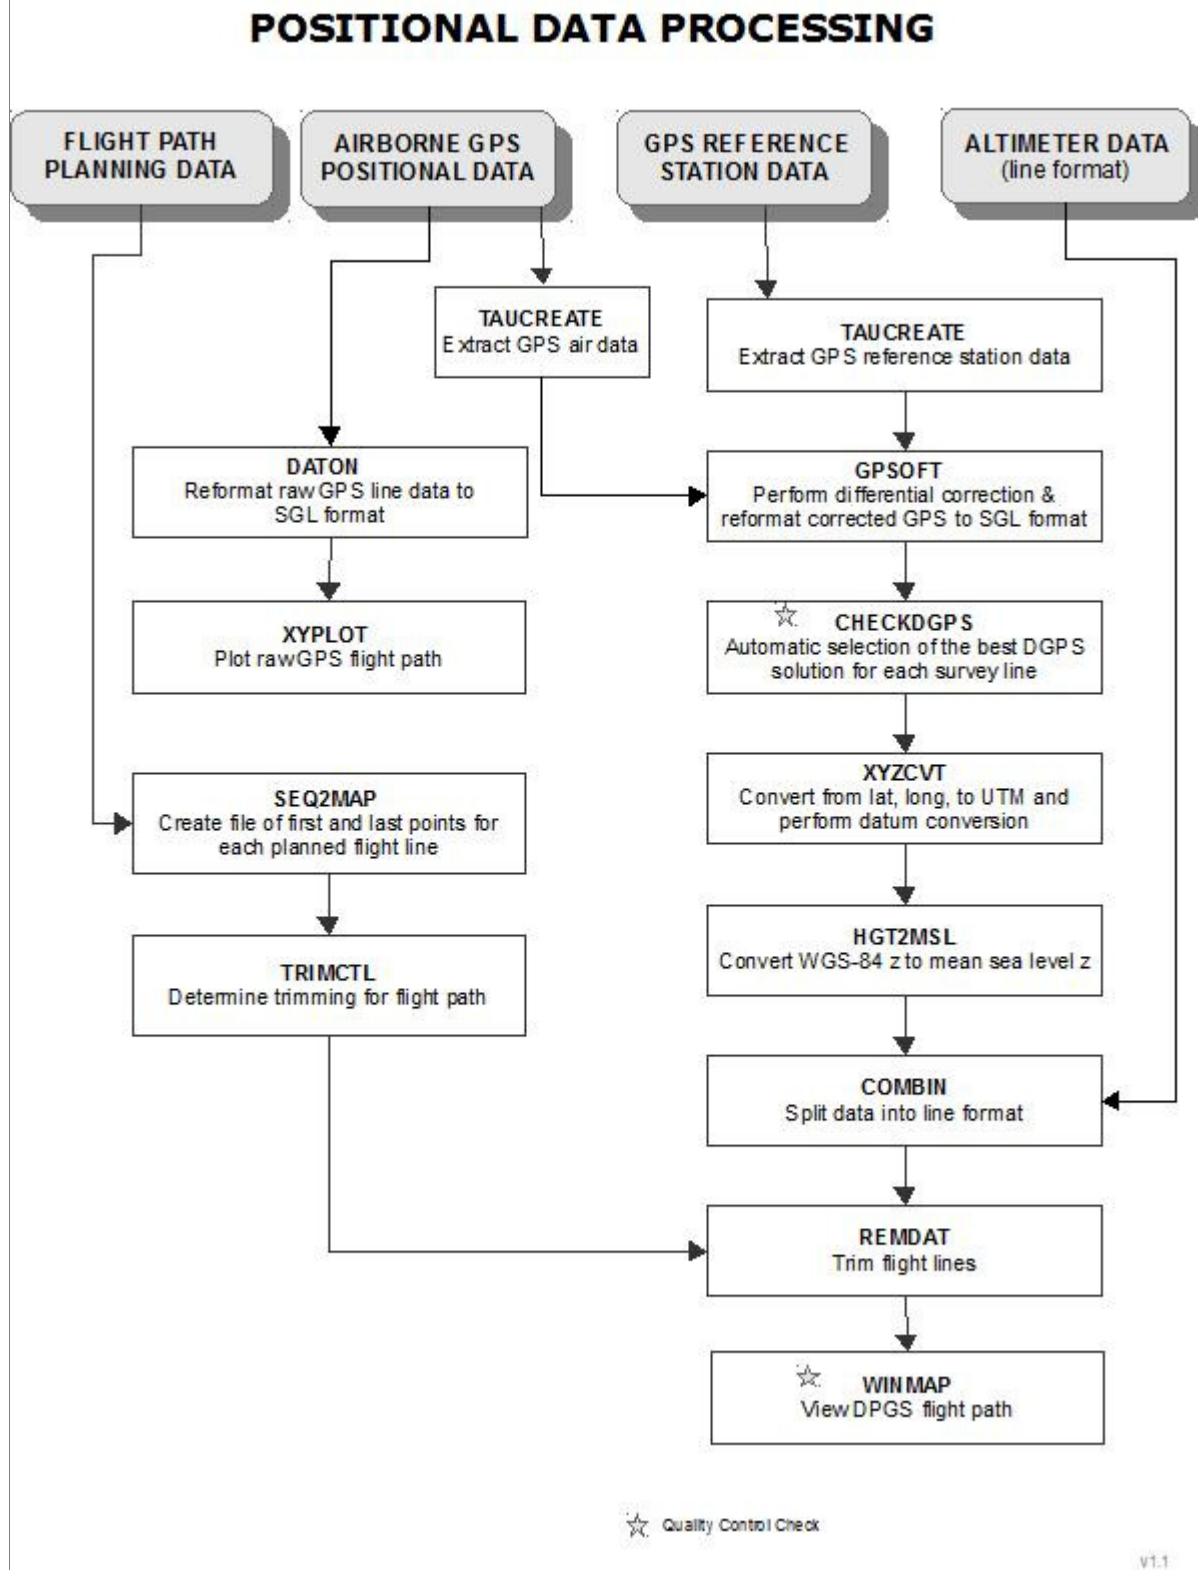 POSITIONAL DATA PROCESSING
FLIGHT PATH
PLANNING DATA
AIRBORNE GPS
POSITIONAL DATA
GPS REFERENCE
STATION DATA
ALTIMETER DATA
(line format)
TAUCREATE
Extract GPS air data
TAUCREATE
Extract GPS reference station data
DATON
Reformat raw GPS line data to
SGL format
GPSOFT
Perform differential correction &
reformat corrected GPS to SGL format
XYPLOT
Plot raw GPS flight path
CHECKDGPS
Automatic selection of the best DGPS
solution for each survey line
SEQ2MAP
Create file of first and last points for
each planned flight line
XYZCVT
Convert from lat, long, to UTM and
perform datum conversion
TRIMCTL
Determine trimming for flight path
HGT2MSL
Convert WGS-84 z to mean sea level z
COMBIN
Split data into line format
REMDAT
Trim flight lines
WINMAP
View DPGS flight path
Quality Control Check
v1.1